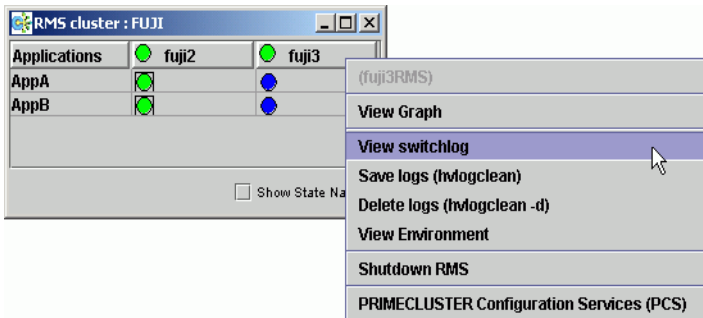 RMS cluster : FUJI
Applications fuji2 fuji3
AppA
AppB
Show State Na
(fuji3RMS)
View Graph
View switchlog
Save logs (hvlogclean)
Delete logs (hvlogclean -d)
View Environment
Shutdown RMS
PRIMECLUSTER Configuration Services (PCS)